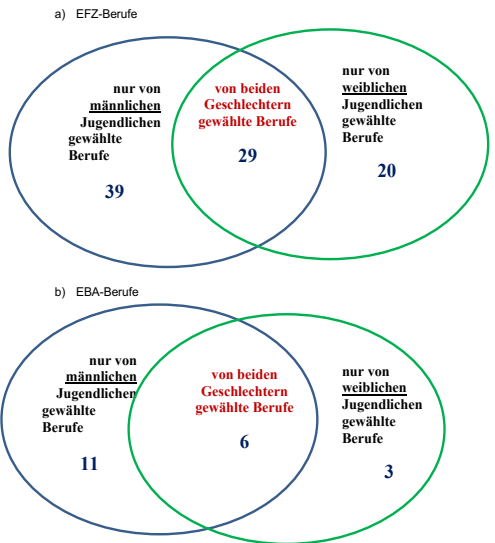 a) EFZ-Berufe
nur von
männlichen
Jugendlichen
gewählte
Berufe
39
von beiden
Geschlechtern
gewählte Berufe
29
nur von
weiblichen
Jugendlichen
gewählte
Berufe
20
b) EBA-Berufe
nur von
männlichen
Jugendlichen
gewählte
Berufe
11
von beiden
Geschlechtern
gewählte Berufe
6
nur von
weiblichen
Jugendlichen
gewählte
Berufe
3